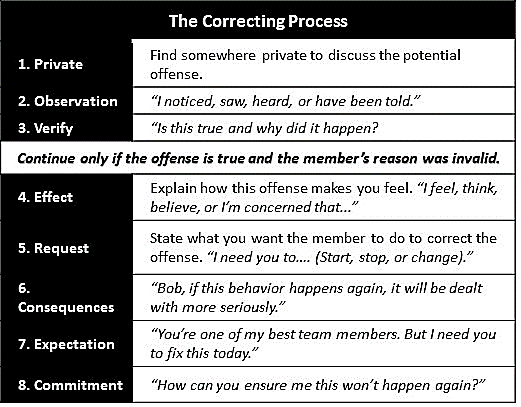 The Correcting Process
1. Private
Find somewhere private to discuss the potential
offense.
2. Observation
“I noticed, saw, heard, or have been told.”
3. Verify
“Is this true and why did it happen?
Continue only if the offense is true and the member’s reason was invalid.
4. Effect
Explain how this offense makes you feel. “I feel, think,
believe, or I’m concerned that...”
5. Request
State what you want the member to do to correct the
offense. “I need you to.... (Start, stop, or change).”
6.
Consequences
“Bob, if this behavior happens again, it will be dealt
with more seriously.”
7. Expectation
“You’re one of my best team members. But I need you
to fix this today.”
8. Commitment
“How can you ensure me this won’t happen again?”